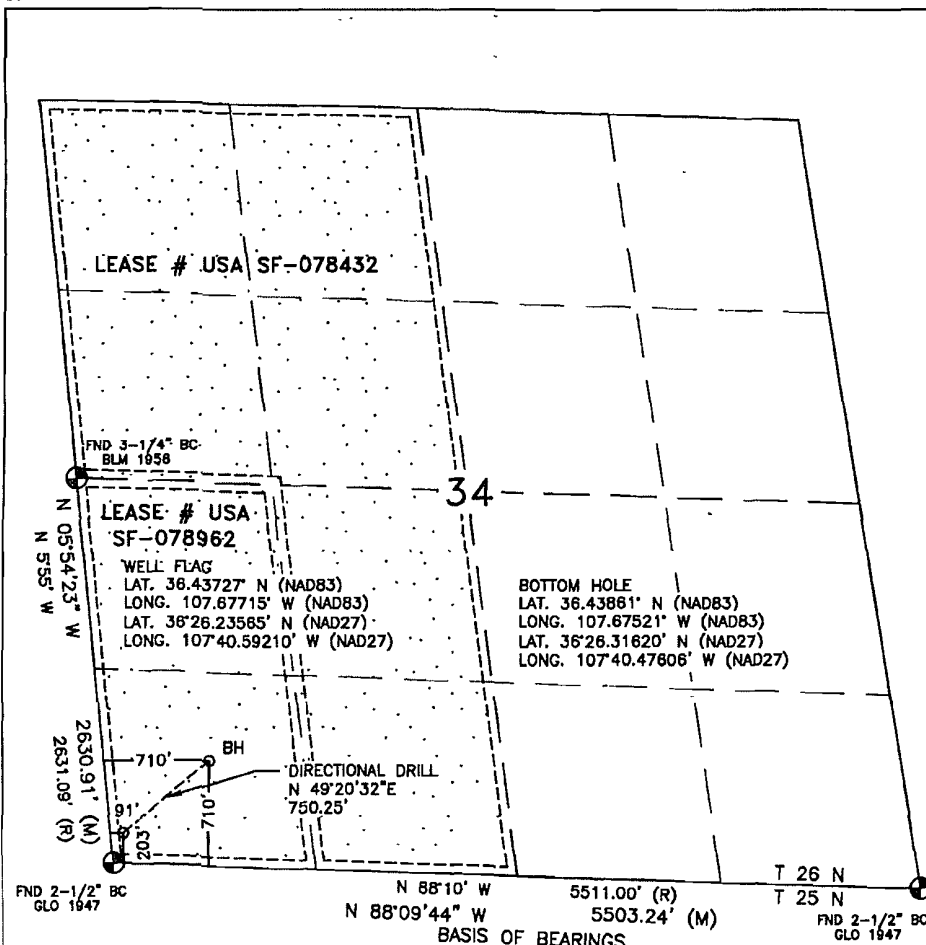 LEASE # USA SF-078432
FND 3-1/4" BC
BLM 1958
34
LEASE # USA
SF-078962
WELL FLAG
LAT. 36.43727° N (NAD83)
LONG. 107.67715° W (NAD83)
LAT. 36°26.23565' N (NAD27)
LONG. 107°40.59210' W (NAD27)
BOTTOM HOLE
LAT. 36.43861° N (NAD83)
LONG. 107.67521° W (NAD83)
LAT. 36°26.31620' N (NAD27)
LONG. 107°40.47606' W (NAD27)
N 05°54'23" W
N 5°55' W
2630.91' (M)
2631.09' (R)
710'
BH
DIRECTIONAL DRILL
N 49°20'32"E
750.25'
710'
91'
203'
FND 2-1/2" BC
GLO 1947
N 88°10' W 5511.00' (R)
N 88°09'44" W 5503.24' (M)
BASIS OF BEARINGS
T 26 N
T 25 N
FND 2-1/2" BC
GLO 1947